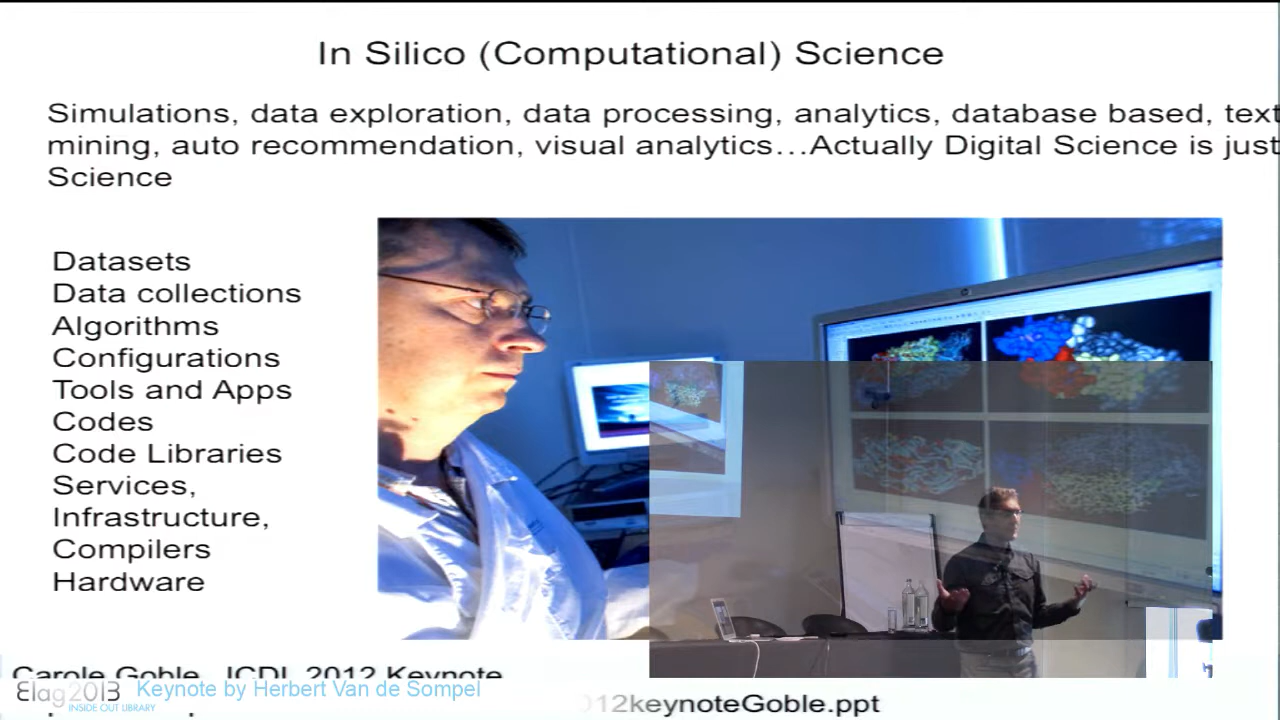 In Silico (Computational) Science
Simulations, data exploration, data processing, analytics, database based, text
mining, auto recommendation, visual analytics…Actually Digital Science is just
Science
Datasets
Data collections
Algorithms
Configurations
Tools and Apps
Codes
Code Libraries
Services,
Infrastructure,
Compilers
Hardware
Carole Goble, JCDL 2012 Keynote
Elag2013 Keynote by Herbert Van de Sompel
INSIDE OUT LIBRARY
012keynoteGoble.ppt